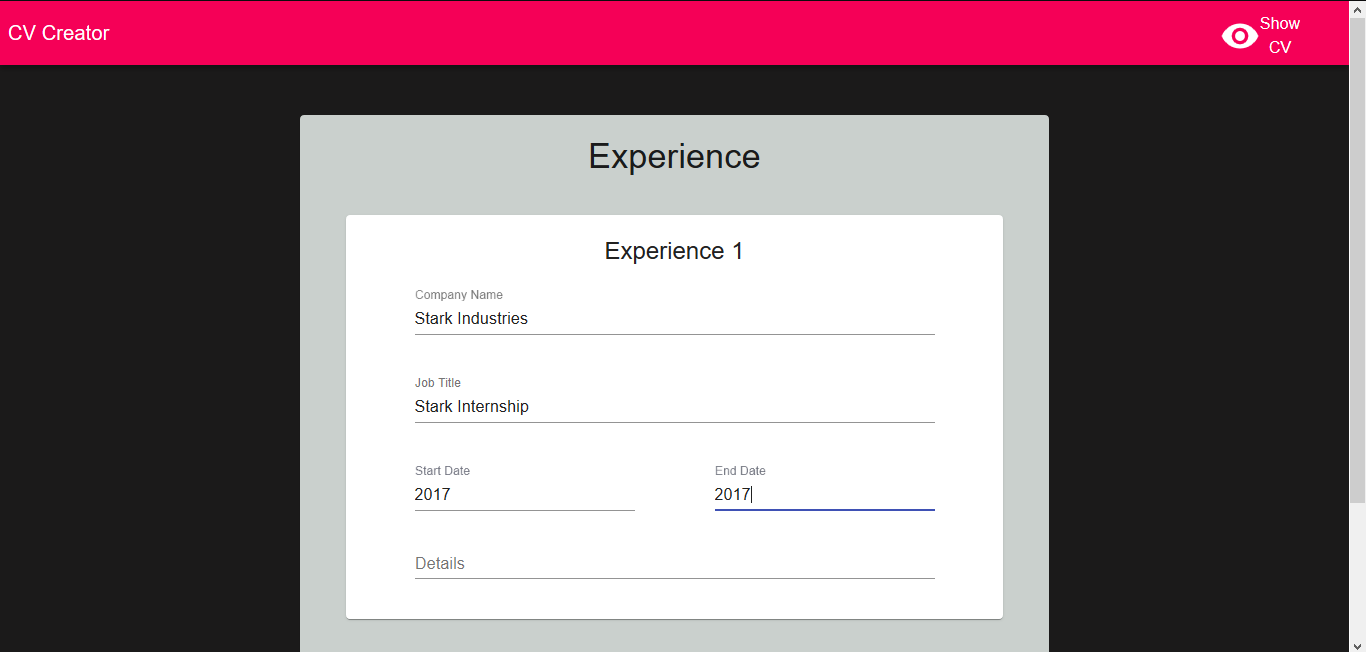 CV Creator
Show
CV
Experience
Experience 1
Company Name
Stark Industries
Job Title
Stark Internship
Start Date
End Date
2017
2017
Details